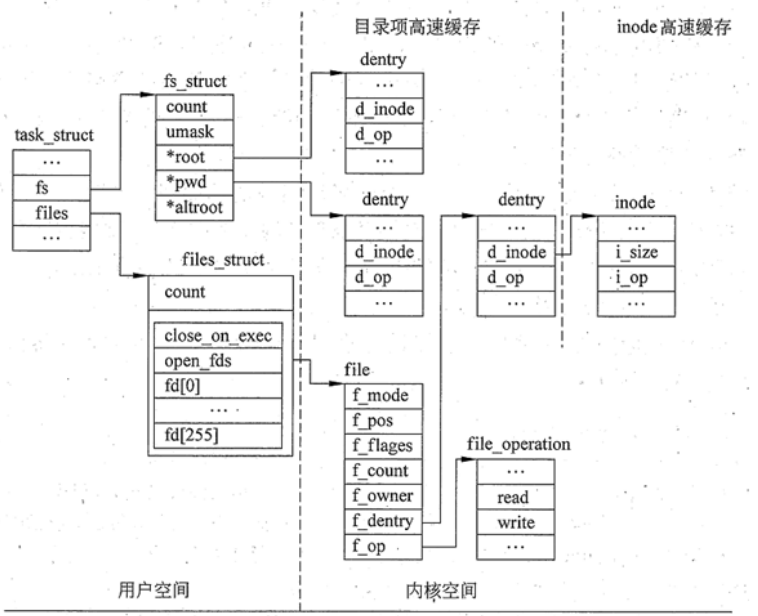 目录项高速缓存
inode 高速缓存
task_struct
···
fs
files
···
fs_struct
count
umask
*root
*pwd
*altroot
files_struct
count
close_on_exec
open_fds
fd[0]
···
fd[255]
dentry
···
d_inode
d_op
···
dentry
···
d_inode
d_op
···
dentry
···
d_inode
d_op
···
inode
···
i_size
i_op
···
file
f_mode
f_pos
f_flages
f_count
f_owner
f_dentry
f_op
file_operation
···
read
write
···
用户空间
内核空间